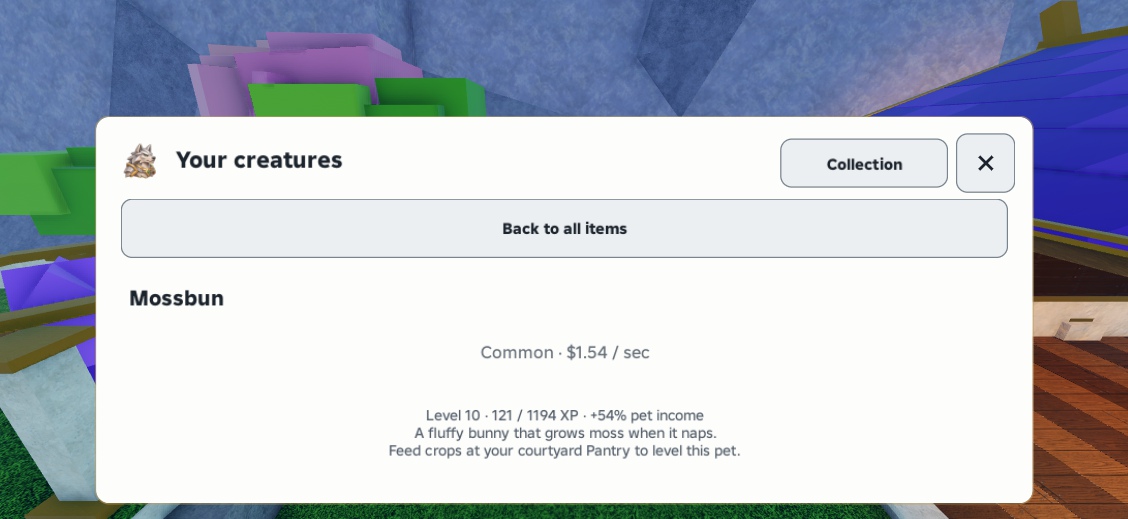 Your creatures
Collection
✕
Back to all items
Mossbun
Common · $1.54 / sec
Level 10 · 121 / 1194 XP · +54% pet income
A fluffy bunny that grows moss when it naps.
Feed crops at your courtyard Pantry to level this pet.